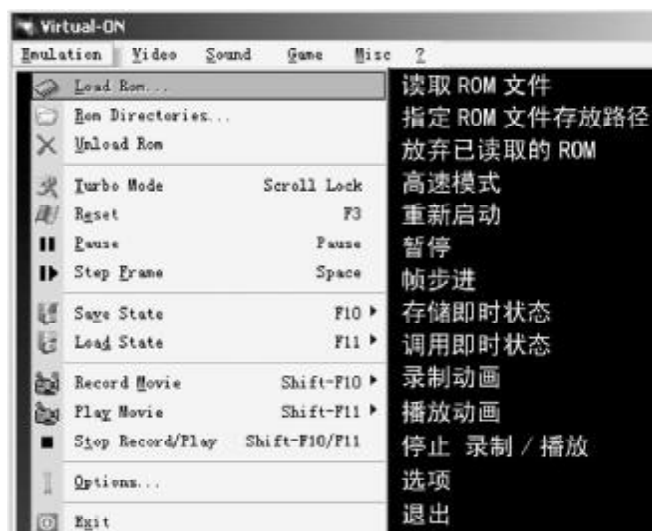 Virtual-ON
Emulation Video Sound Game Misc ?
Load Rom... 读取 ROM 文件
Rom Directories... 指定 ROM 文件存放路径
Unload Rom 放弃已读取的 ROM
Turbo Mode Scroll Lock 高速模式
Reset F3 重新启动
Pause Pause 暂停
Step Frame Space 帧步进
Save State F10 存储即时状态
Load State F11 调用即时状态
Record Movie Shift-F10 录制动画
Play Movie Shift-F11 播放动画
Stop Record/Play Shift-F10/F11 停止 录制 / 播放
Options... 选项
Exit 退出